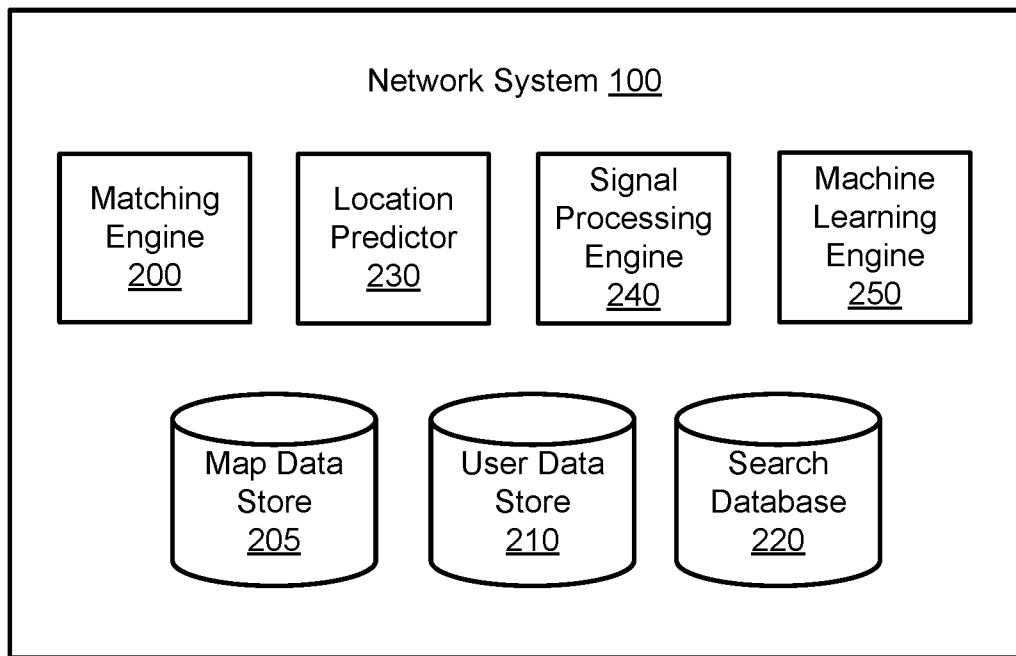 Network System 100
Matching
Engine
200
Location
Predictor
230
Signal
Processing
Engine
240
Machine
Learning
Engine
250
Map Data
Store
205
User Data
Store
210
Search
Database
220